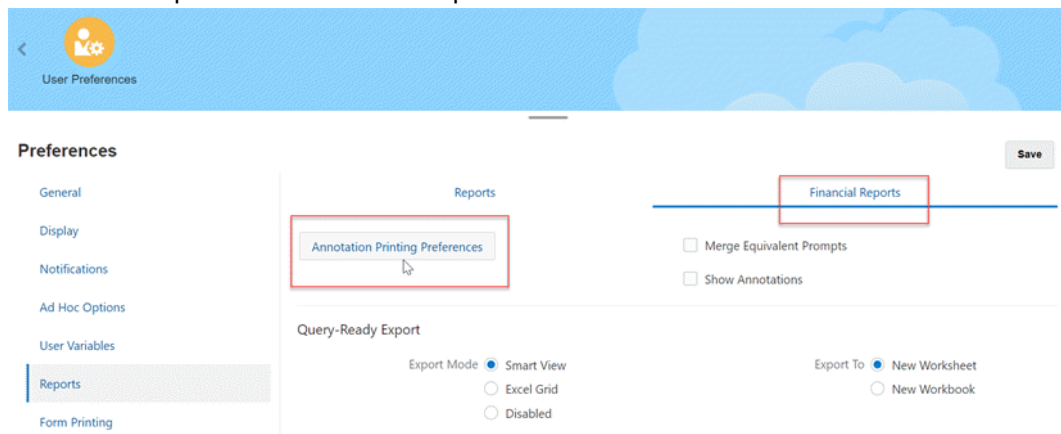 User Preferences
Preferences
Save
General
Reports
Financial Reports
Display
Annotation Printing Preferences
Merge Equivalent Prompts
Notifications
Show Annotations
Ad Hoc Options
Query-Ready Export
User Variables
Export Mode Smart View Export To New Worksheet
Reports
Excel Grid New Workbook
Disabled
Form Printing